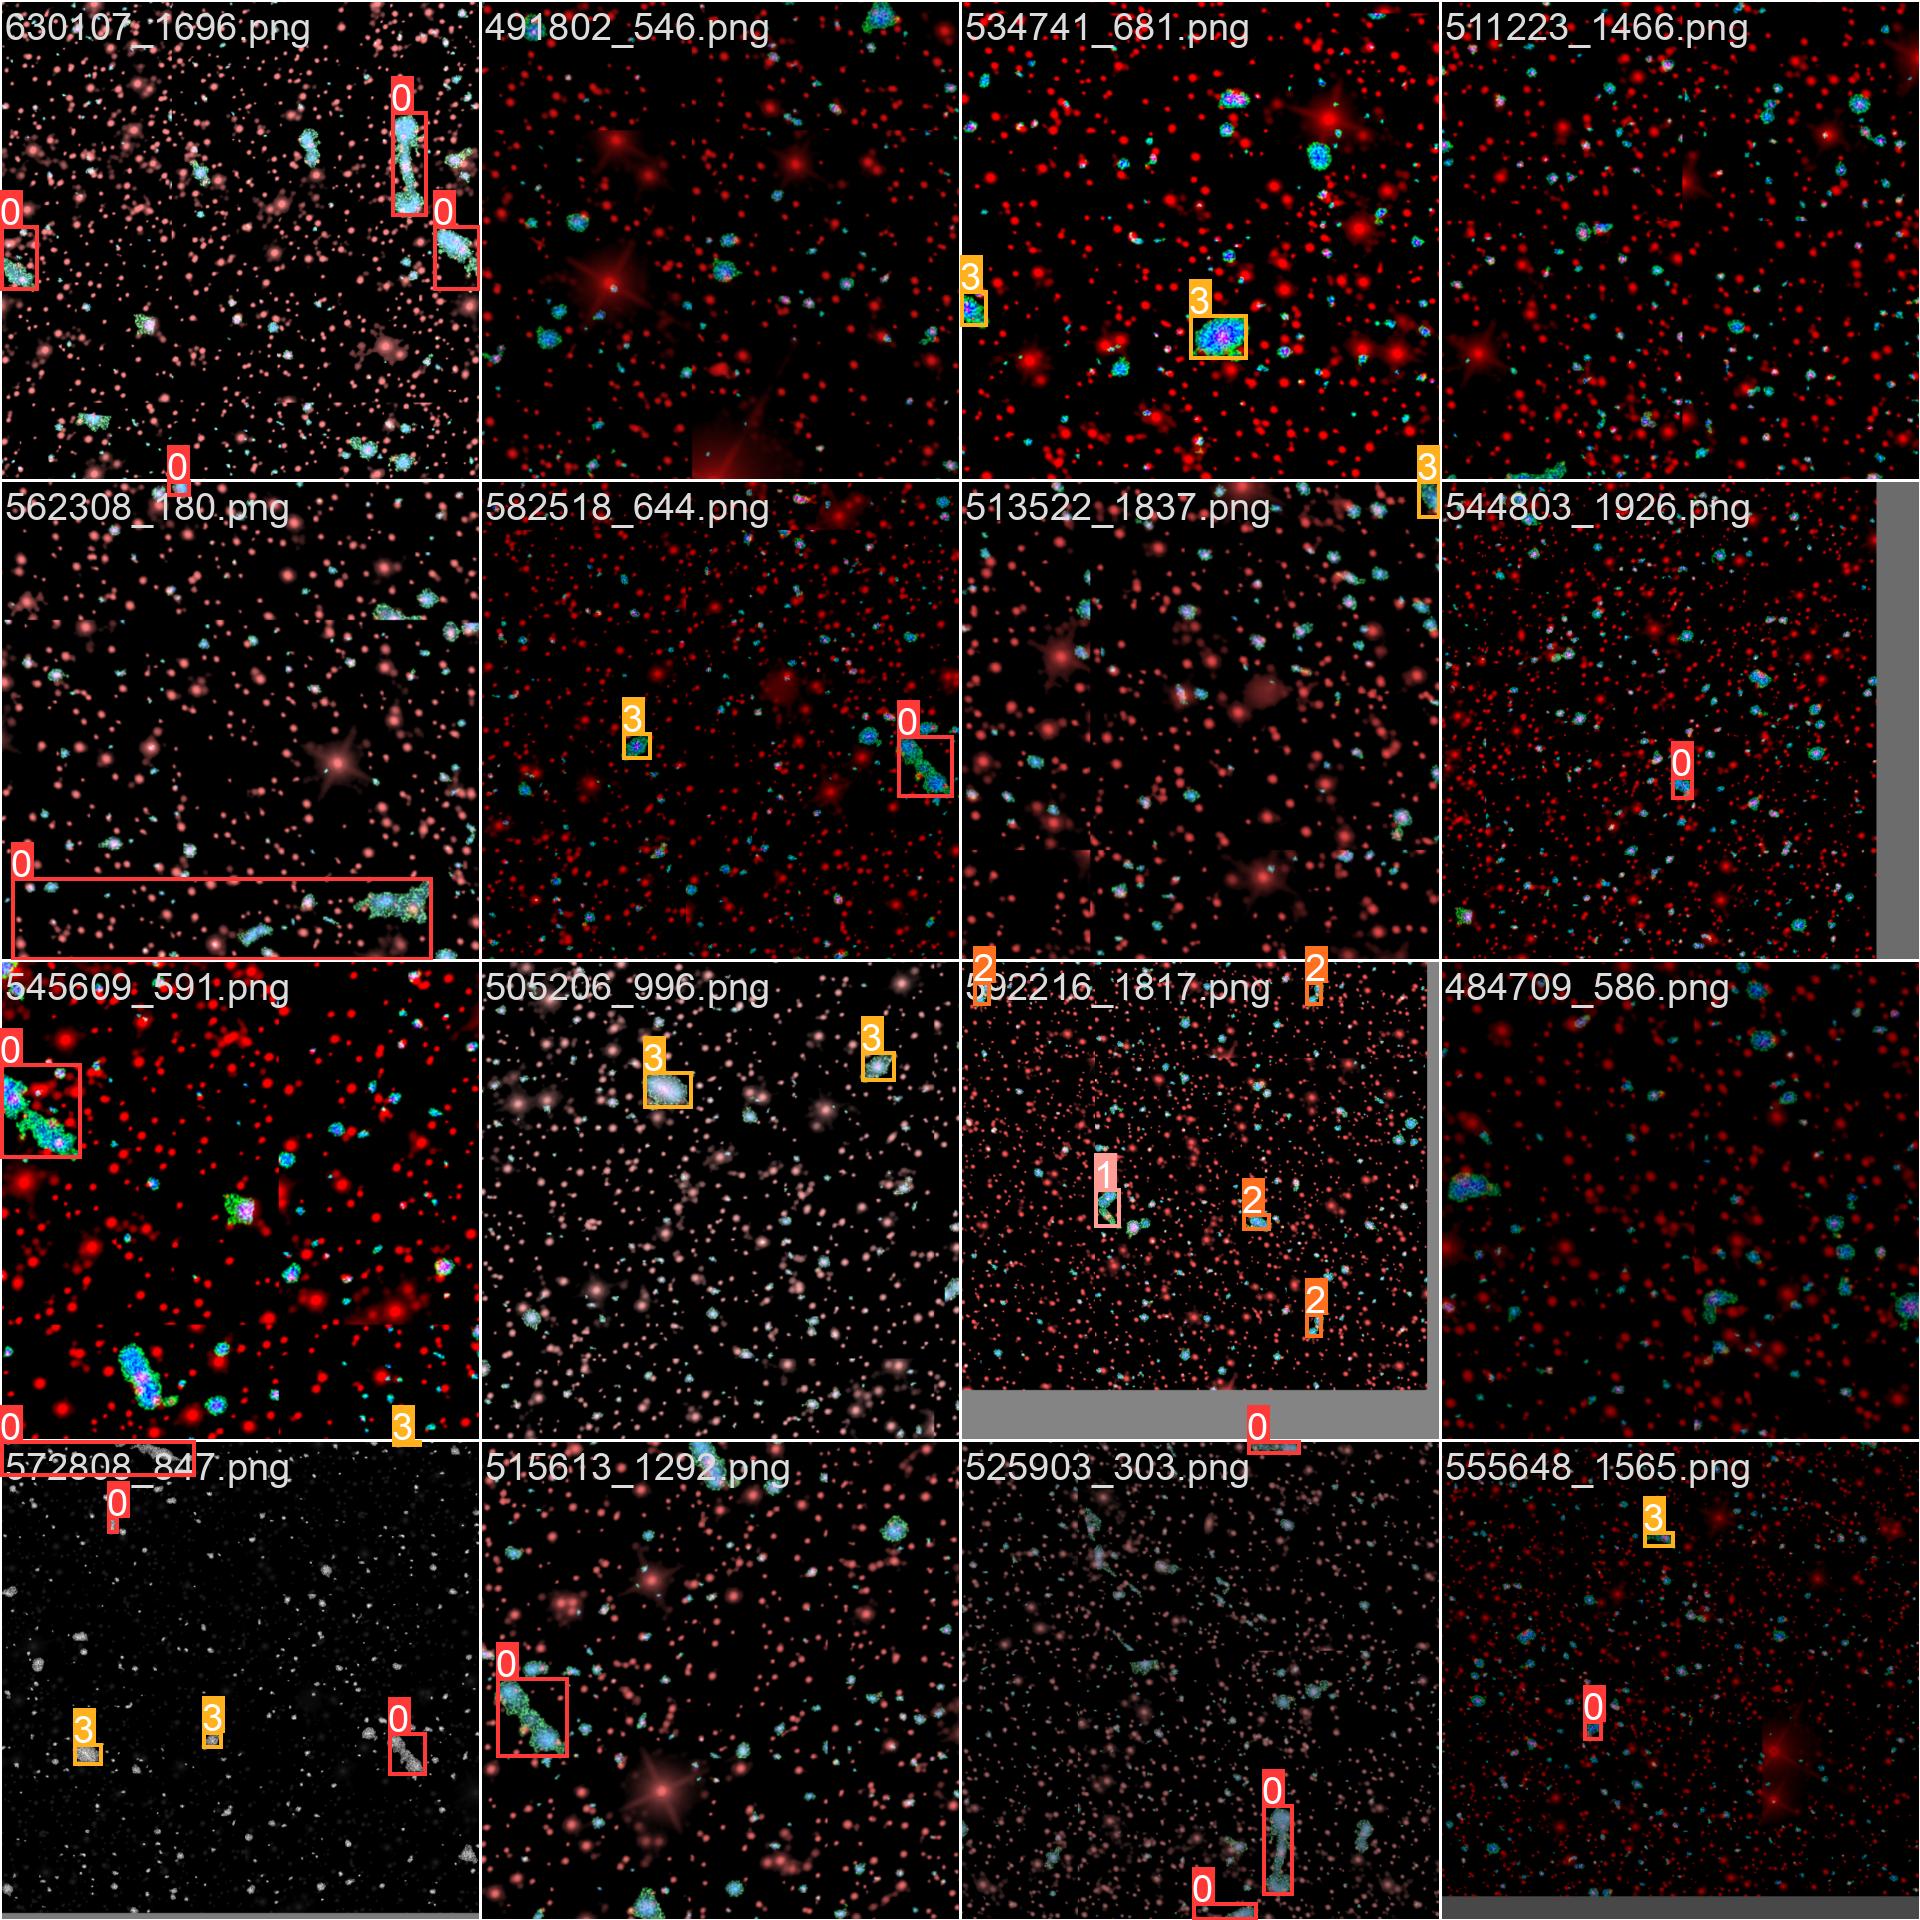 630107_1696.png
491802_546.png
534741_681.png
511223_1466.png
0
0
0
3
3
0
3
562308_180.png
582518_644.png
513522_1837.png
544803_1926.png
3
0
0
0
545609_591.png
505206_996.png
592216_1817.png
484709_586.png
2
2
0
3
3
1
2
2
0
3
0
572808_847.png
515613_1292.png
525903_303.png
555648_1565.png
0
3
0
3
3
0
0
0
0